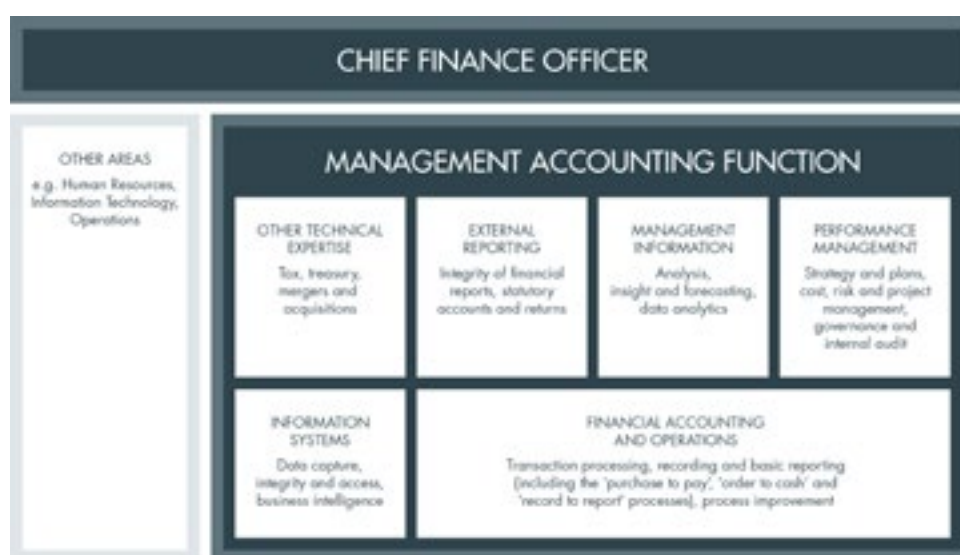 CHIEF FINANCE OFFICER
OTHER AREAS
e.g. Human Resources,
Information Technology,
Operations
MANAGEMENT ACCOUNTING FUNCTION
OTHER TECHNICAL
EXPERTISE
Tax, treasury,
mergers and
acquisitions
EXTERNAL
REPORTING
Integrity of financial
reports, statutory
accounts and returns
MANAGEMENT
INFORMATION
Analysis,
insight and forecasting,
data analytics
PERFORMANCE
MANAGEMENT
Strategy and plans,
cost, risk and project
management,
governance and
internal audit
INFORMATION
SYSTEMS
Data capture,
integrity and access,
business intelligence
FINANCIAL ACCOUNTING
AND OPERATIONS
Transaction processing, recording and basic reporting
(including the 'purchase to pay', 'order to cash' and
'record to report' processes), process improvement